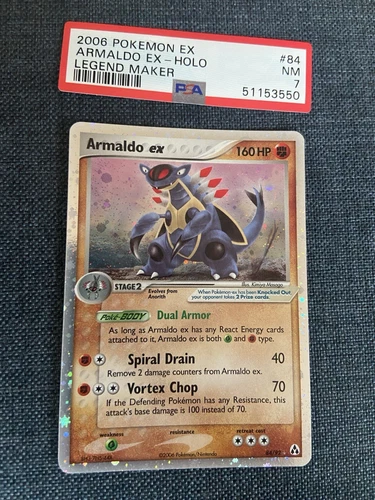 2006 POKEMON EX #84
ARMALDO EX - HOLO NM
LEGEND MAKER 7
PSA 51153550
Armaldo ex 160 HP
Illus. Kimiya Masago
STAGE 2
Evolves from Anorith
When Pokémon-ex has been Knocked Out, your opponent takes 2 Prize cards.
Poké-BODY Dual Armor
As long as Armaldo ex has any React Energy cards
attached to it, Armaldo ex is both and type.
Spiral Drain 40
Remove 2 damage counters from Armaldo ex.
Vortex Chop 70
If the Defending Pokémon has any Resistance, this
attack's base damage is 100 instead of 70.
weakness resistance retreat cost
©2006 Pokémon/Nintendo 84/92